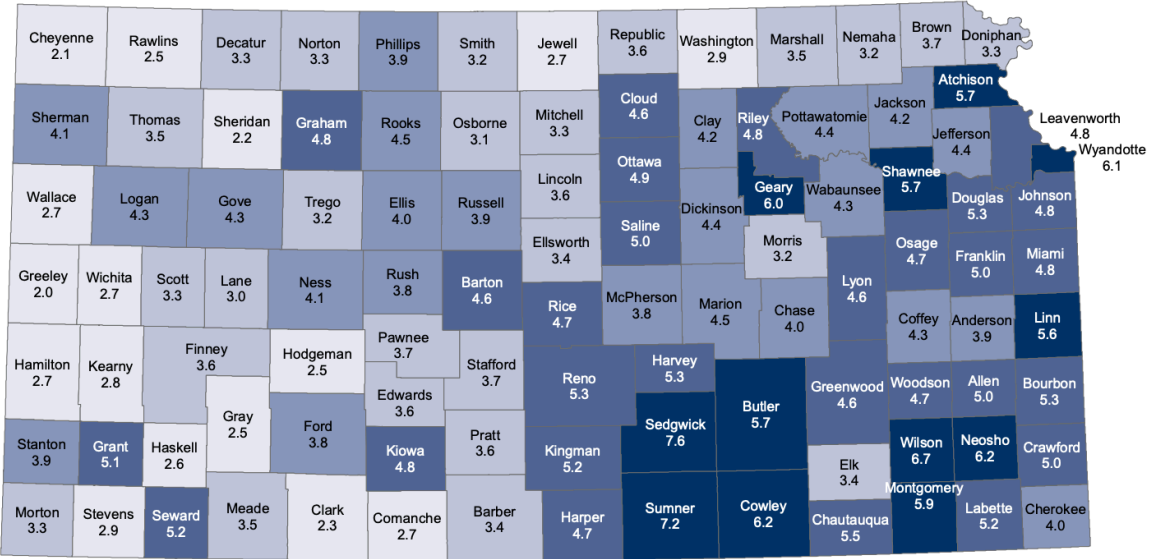 Cheyenne
2.1
Rawlins
2.5
Decatur
3.3
Norton
3.3
Phillips
3.9
Smith
3.2
Jewell
2.7
Republic
3.6
Washington
2.9
Marshall
3.5
Nemaha
3.2
Brown
3.7
Doniphan
3.3
Atchison
5.7
Sherman
4.1
Thomas
3.5
Sheridan
2.2
Graham
4.8
Rooks
4.5
Osborne
3.1
Mitchell
3.3
Cloud
4.6
Clay
4.2
Riley
4.8
Pottawatomie
4.4
Jackson
4.2
Jefferson
4.4
Leavenworth
4.8
Wyandotte
6.1
Ottawa
4.9
Lincoln
3.6
Wallace
2.7
Logan
4.3
Gove
4.3
Trego
3.2
Ellis
4.0
Russell
3.9
Saline
5.0
Dickinson
4.4
Geary
6.0
Wabaunsee
4.3
Shawnee
5.7
Douglas
5.3
Johnson
4.8
Ellsworth
3.4
Morris
3.2
Osage
4.7
Franklin
5.0
Miami
4.8
Greeley
2.0
Wichita
2.7
Scott
3.3
Lane
3.0
Ness
4.1
Rush
3.8
Barton
4.6
Rice
4.7
McPherson
3.8
Marion
4.5
Chase
4.0
Lyon
4.6
Coffey
4.3
Anderson
3.9
Linn
5.6
Hamilton
2.7
Kearny
2.8
Finney
3.6
Hodgeman
2.5
Pawnee
3.7
Stafford
3.7
Edwards
3.6
Gray
2.5
Ford
3.8
Reno
5.3
Harvey
5.3
Sedgwick
7.6
Butler
5.7
Greenwood
4.6
Woodson
4.7
Allen
5.0
Bourbon
5.3
Stanton
3.9
Grant
5.1
Haskell
2.6
Kiowa
4.8
Pratt
3.6
Kingman
5.2
Elk
3.4
Wilson
6.7
Neosho
6.2
Crawford
5.0
Morton
3.3
Stevens
2.9
Seward
5.2
Meade
3.5
Clark
2.3
Comanche
2.7
Barber
3.4
Harper
4.7
Sumner
7.2
Cowley
6.2
Chautauqua
5.5
Montgomery
5.9
Labette
5.2
Cherokee
4.0